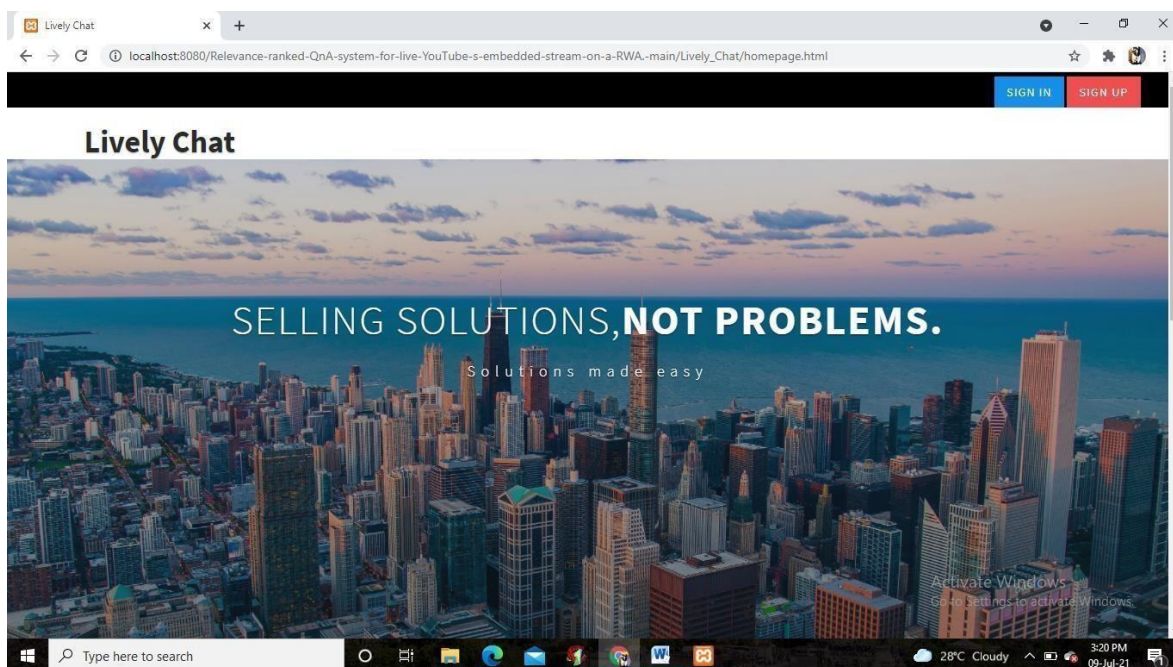 Lively Chat
localhost:8080/Relevance-ranked-QnA-system-for-live-YouTube-s-embedded-stream-on-a-RWA.-main/Lively_Chat/homepage.html
SIGN IN SIGN UP
Lively Chat
SELLING SOLUTIONS,NOT PROBLEMS.
Solutions made easy
Activate Windows
Go to Settings to activate Windows.
Type here to search
28°C Cloudy
3:20 PM
09-Jul-21